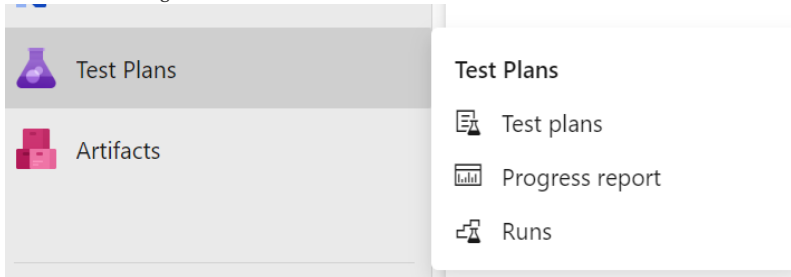 Test Plans
Artifacts
Test Plans
Test plans
Progress report
Runs